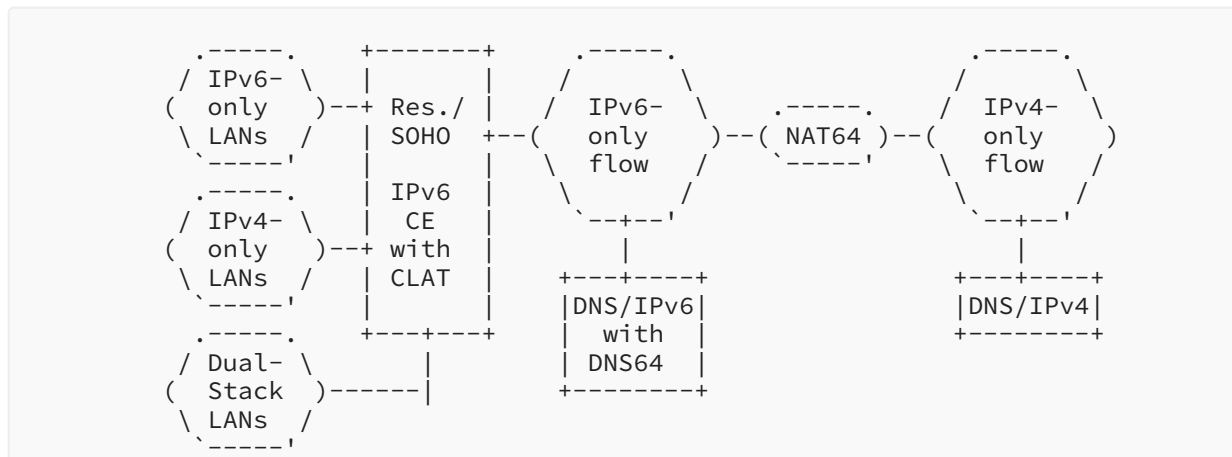 IPv6-
only
LANs
IPv4-
only
LANs
Dual-
Stack
LANs
Res./
SOHO
IPv6
CE
with
CLAT
IPv6-
only
flow
DNS/IPv6
with
DNS64
NAT64
IPv4-
only
flow
DNS/IPv4